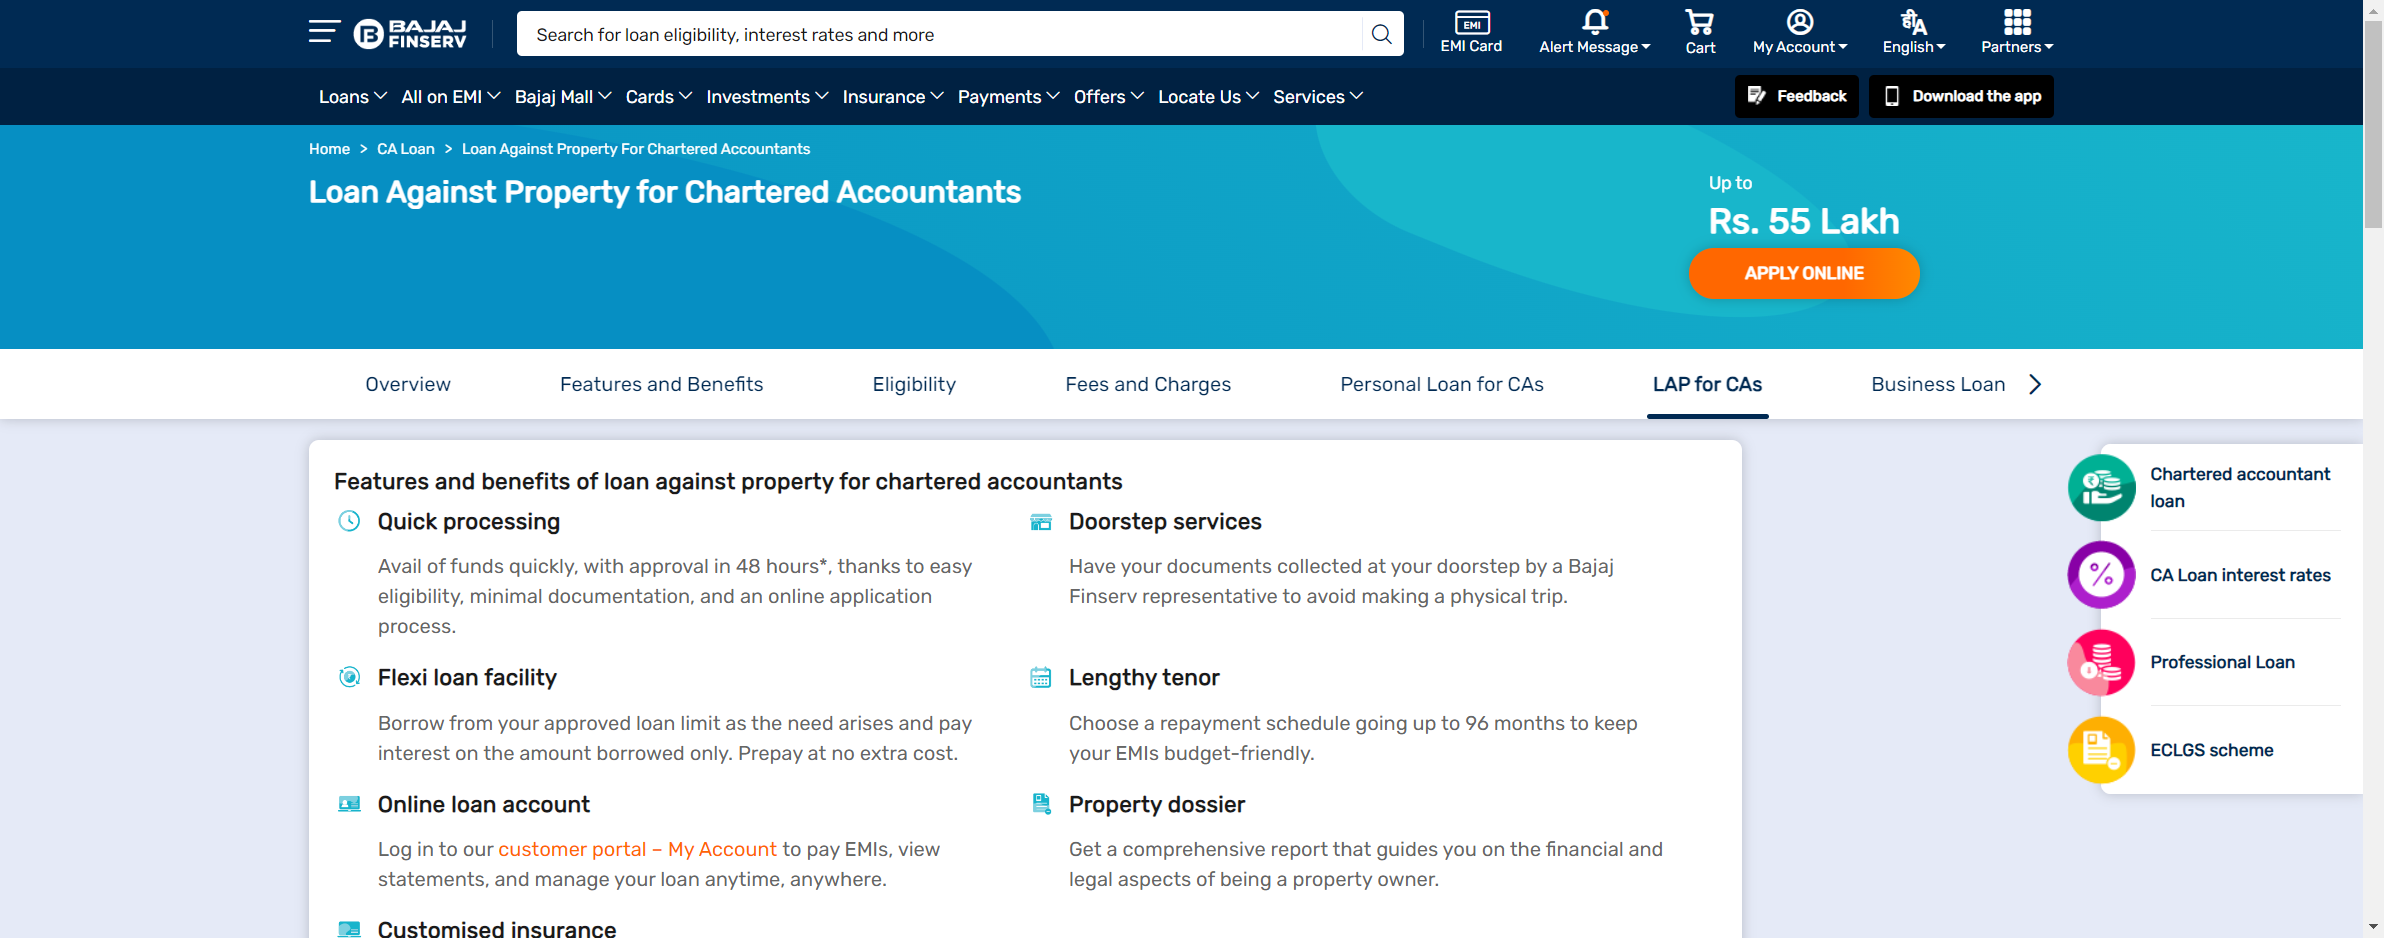 BAJAJ
FINSERV
Search for loan eligibility, interest rates and more
EMI
EMI Card
Alert Message
Cart
My Account
ही A
English
Partners
Loans
All on EMI
Bajaj Mall
Cards
Investments
Insurance
Payments
Offers
Locate Us
Services
Feedback
Download the app
Home > CA Loan > Loan Against Property For Chartered Accountants
Loan Against Property for Chartered Accountants
Up to
Rs. 55 Lakh
APPLY ONLINE
Overview
Features and Benefits
Eligibility
Fees and Charges
Personal Loan for CAs
LAP for CAs
Business Loan
Features and benefits of loan against property for chartered accountants
Quick processing
Avail of funds quickly, with approval in 48 hours*, thanks to easy
eligibility, minimal documentation, and an online application
process.
Doorstep services
Have your documents collected at your doorstep by a Bajaj
Finserv representative to avoid making a physical trip.
Flexi loan facility
Borrow from your approved loan limit as the need arises and pay
interest on the amount borrowed only. Prepay at no extra cost.
Lengthy tenor
Choose a repayment schedule going up to 96 months to keep
your EMIs budget-friendly.
Online loan account
Log in to our customer portal – My Account to pay EMIs, view
statements, and manage your loan anytime, anywhere.
Property dossier
Get a comprehensive report that guides you on the financial and
legal aspects of being a property owner.
Customised insurance
Chartered accountant
loan
CA Loan interest rates
Professional Loan
ECLGS scheme